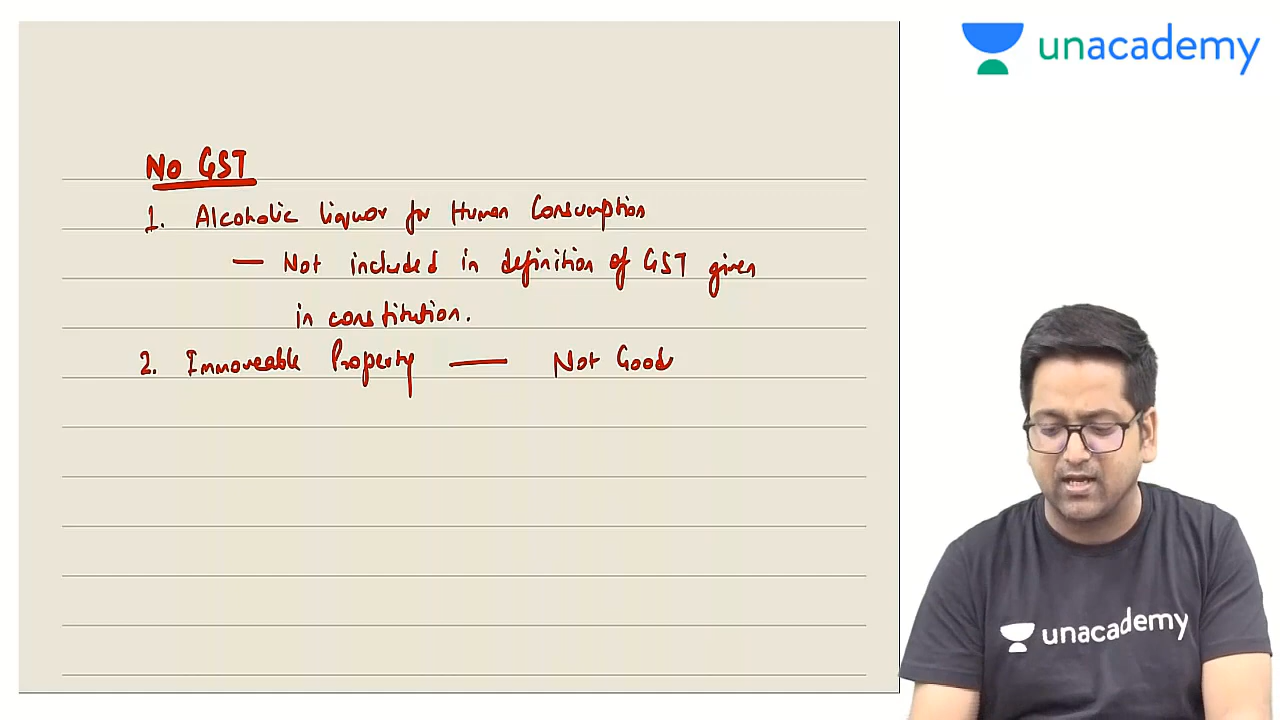 unacademy
No GST
1. Alcoholic liquor for Human Consumption
— Not included in definition of GST given
in constitution.
2. Immoveable Property — Not Good
unacademy